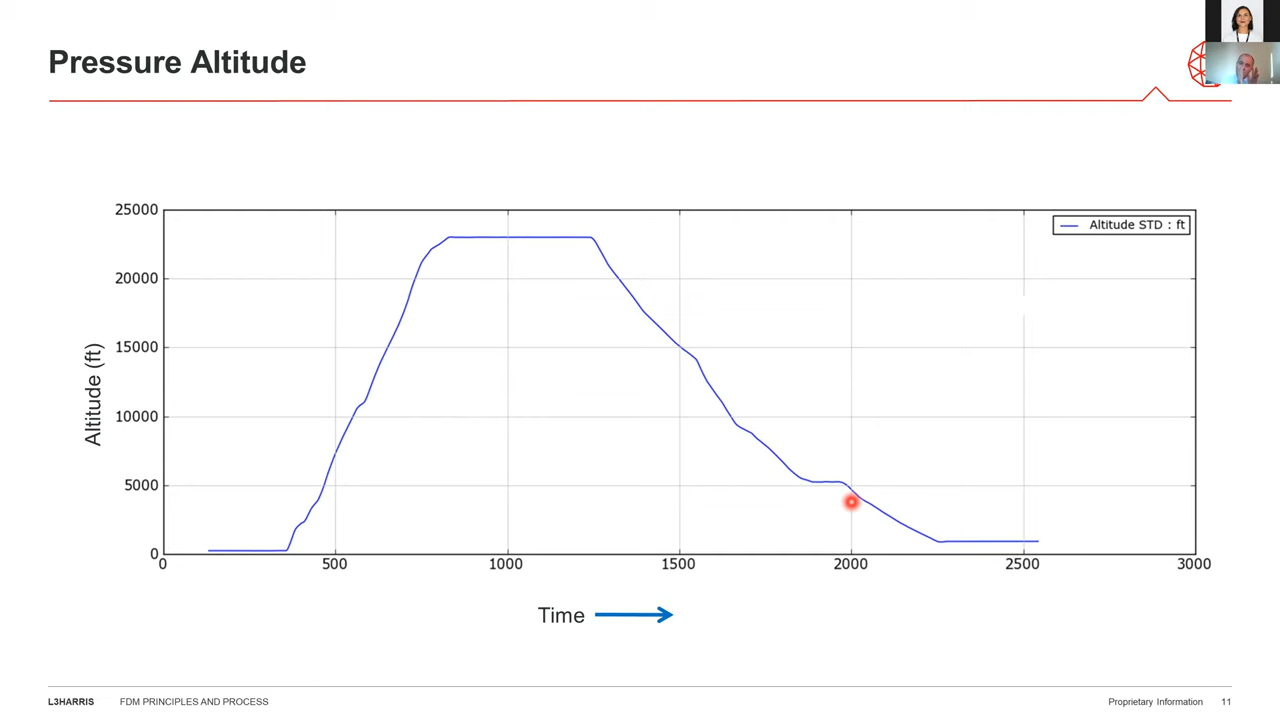 Pressure Altitude
25000
20000
15000
10000
5000
0
Altitude (ft)
Altitude STD : ft
0 500 1000 1500 2000 2500 3000
Time
L3HARRIS FDM PRINCIPLES AND PROCESS Proprietary Information 11